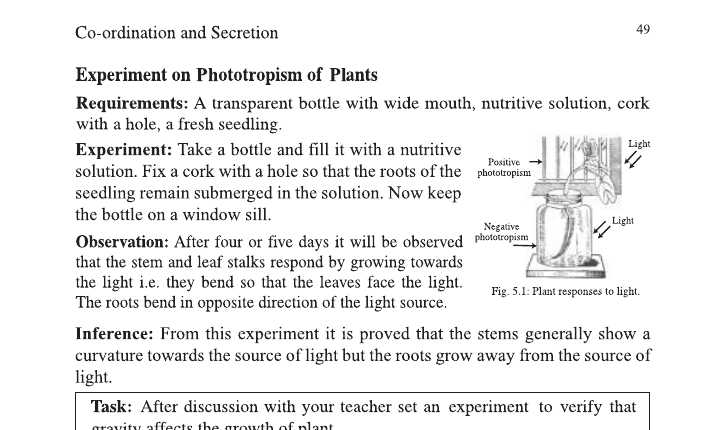 Co-ordination and Secretion
49
Experiment on Phototropism of Plants
Requirements: A transparent bottle with wide mouth, nutritive solution, cork
with a hole, a fresh seedling.
Experiment: Take a bottle and fill it with a nutritive
solution. Fix a cork with a hole so that the roots of the
seedling remain submerged in the solution. Now keep
the bottle on a window sill.
Observation: After four or five days it will be observed
that the stem and leaf stalks respond by growing towards
the light i.e. they bend so that the leaves face the light.
The roots bend in opposite direction of the light source.
Light
Positive
phototropism
Light
Negative
phototropism
Fig. 5.1: Plant responses to light.
Inference: From this experiment it is proved that the stems generally show a
curvature towards the source of light but the roots grow away from the source of
light.
Task: After discussion with your teacher set an experiment to verify that
gravity affects the growth of plant